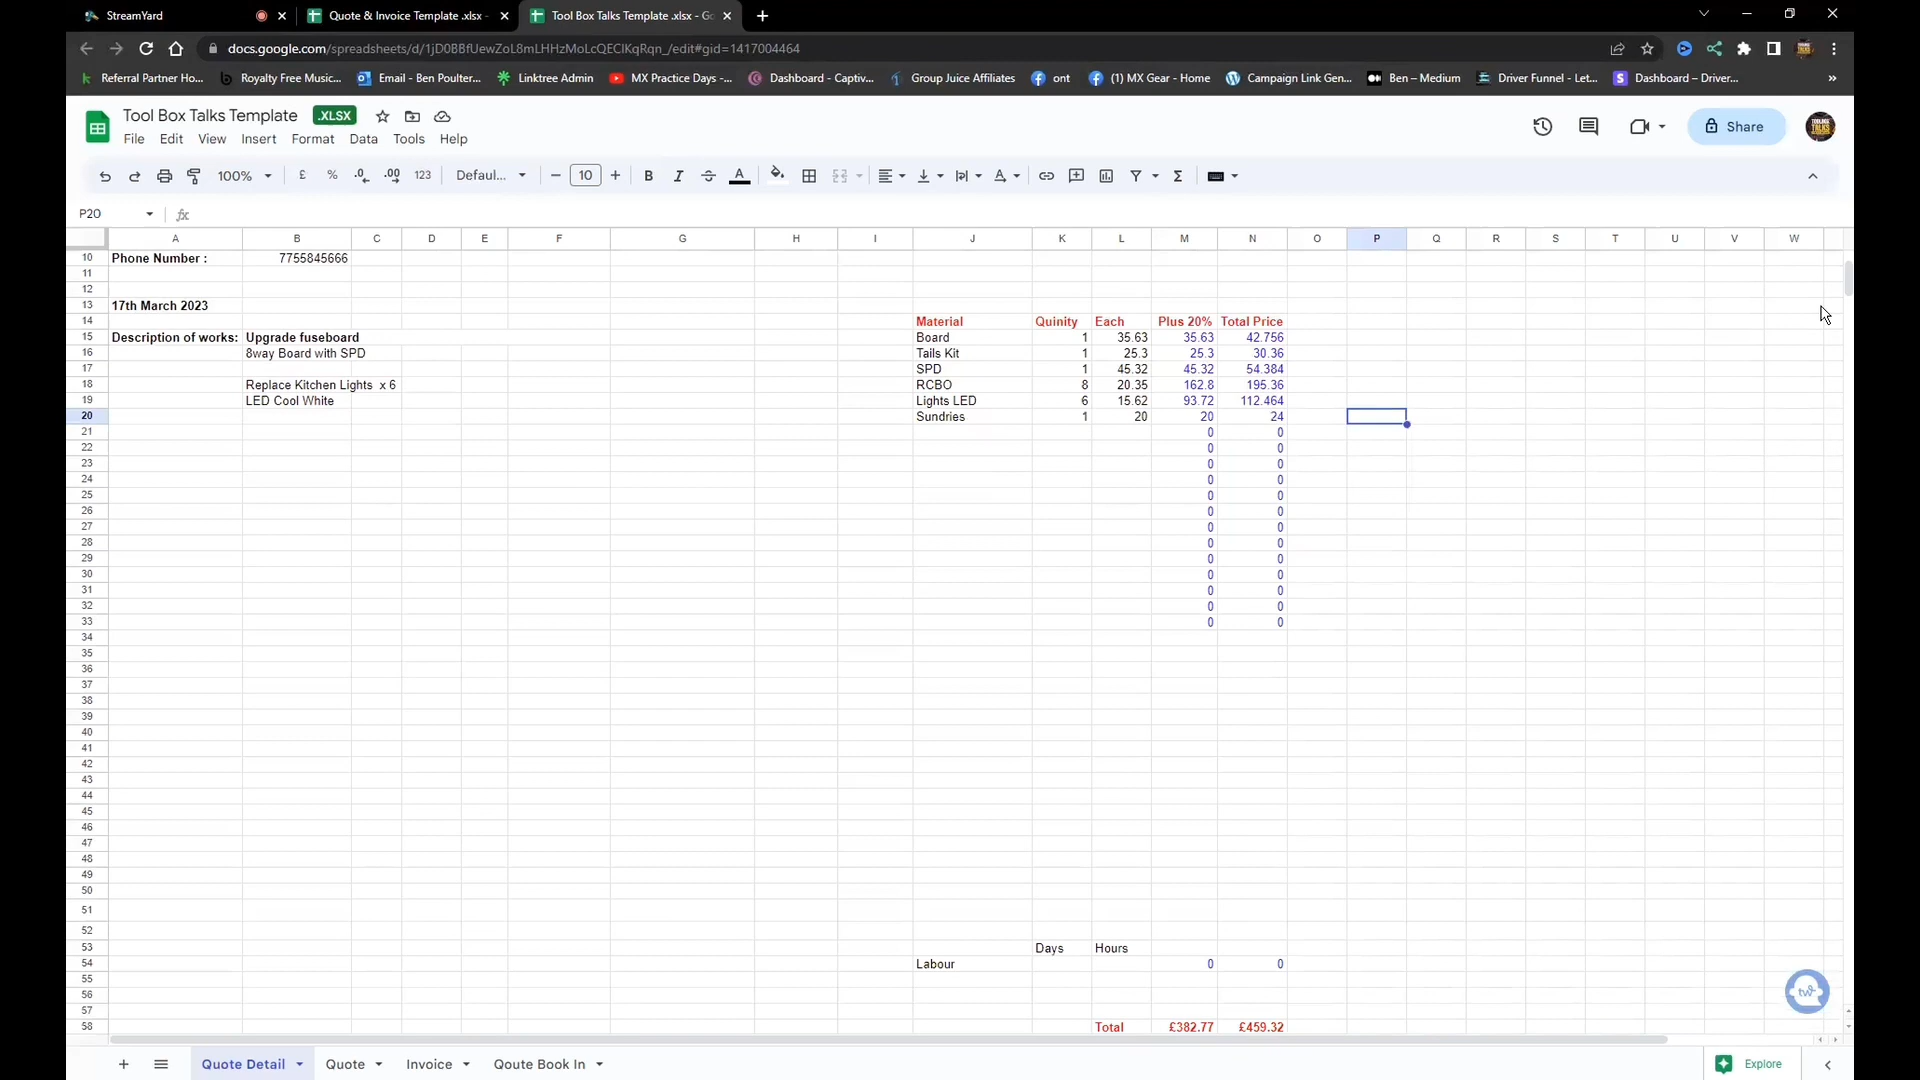 StreamYard
Quote & Invoice Template .xlsx -
Tool Box Talks Template .xlsx - Go
docs.google.com/spreadsheets/d/1jD0BBfUewZoL8mLHHzMoLcQEClKqRqn_/edit#gid=1417004464
Referral Partner Ho... Royalty Free Music... Email - Ben Poulter... Linktree Admin MX Practice Days -... Dashboard - Captiv... Group Juice Affiliates ont (1) MX Gear - Home Campaign Link Gen... Ben – Medium Driver Funnel - Let... Dashboard – Driver... »
Tool Box Talks Template .XLSX
File Edit View Insert Format Data Tools Help
Share
100% £ % .0 .00 123 Defaul... − 10 + B I S A Σ
P20 fx
A B C D E F G H I J K L M N O P Q R S T U V W
10 Phone Number : 7755845666
11
12
13 17th March 2023
14 Material Quinity Each Plus 20% Total Price
15 Description of works: Upgrade fuseboard Board 1 35.63 35.63 42.756
16 8way Board with SPD Tails Kit 1 25.3 25.3 30.36
17 SPD 1 45.32 45.32 54.384
18 Replace Kitchen Lights x 6 RCBO 8 20.35 162.8 195.36
19 LED Cool White Lights LED 6 15.62 93.72 112.464
20 Sundries 1 20 20 24
21 0 0
22 0 0
23 0 0
24 0 0
25 0 0
26 0 0
27 0 0
28 0 0
29 0 0
30 0 0
31 0 0
32 0 0
33 0 0
34
35
36
37
38
39
40
41
42
43
44
45
46
47
48
49
50
51
52
53 Days Hours
54 Labour 0 0
55
56
57
58 Total £382.77 £459.32
tw
+ Quote Detail Quote Invoice Qoute Book In Explore